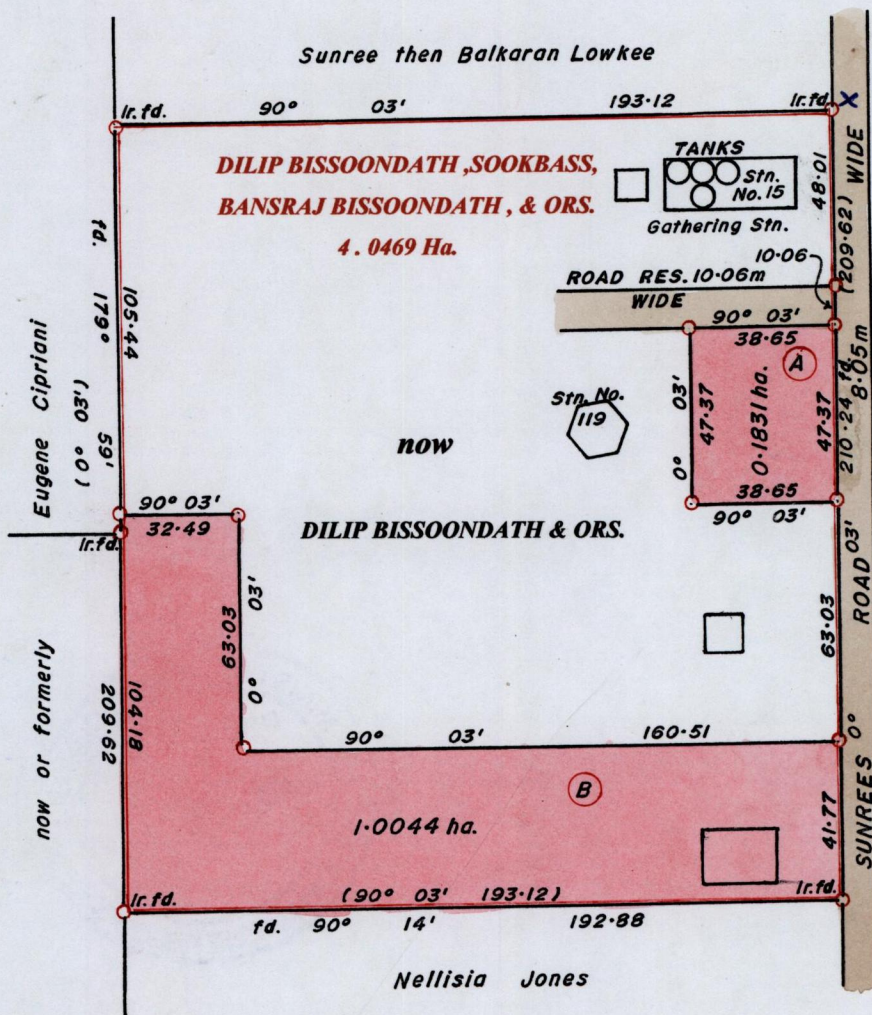 Sunree then Balkaran Lowkee
Ir. fd. 90° 03' 193·12 Ir. fd. X
DILIP BISSOONDATH ,SOOKBASS,
BANSRAJ BISSOONDATH , & ORS.
4 . 0469 Ha.
TANKS
Stn.
No. 15
Gathering Stn.
48·01
(209·62) WIDE
10·06
ROAD RES. 10·06m
WIDE
90° 03'
38·65
A
0·1831 ha.
0° 03'
47·37
47·37
210·24 fd.
8·05m
38·65
90° 03'
Stn. No.
119
fd. 179° 59'
105·44
(0° 03')
Eugene Cipriani
now
DILIP BISSOONDATH & ORS.
90° 03'
32·49
Ir. fd.
0° 03'
63·03
63·03
0° 03'
SUNREES ROAD
now or formerly
209·62
104·18
90° 03' 160·51
B
1·0044 ha.
41·77
Ir. fd. (90° 03' 193·12) Ir. fd.
fd. 90° 14' 192·88
Nellisia Jones